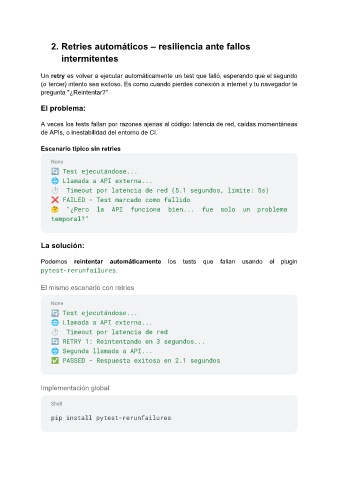 2. Retries automáticos – resiliencia ante fallos
intermitentes
Un retry es volver a ejecutar automáticamente un test que falló, esperando que el segundo
(o tercer) intento sea exitoso. Es como cuando pierdes conexión a internet y tu navegador te
pregunta "¿Reintentar?"
El problema:
A veces los tests fallan por razones ajenas al código: latencia de red, caídas momentáneas
de APIs, o inestabilidad del entorno de CI.
Escenario típico sin retries
None
🔄 Test ejecutándose...
🌐 Llamada a API externa...
⏱️ Timeout por latencia de red (5.1 segundos, límite: 5s)
❌ FAILED - Test marcado como fallido
🤔 "¿Pero la API funciona bien... fue solo un problema
temporal?"
La solución:
Podemos reintentar automáticamente los tests que fallan usando el plugin
pytest-rerunfailures.
El mismo escenario con retries
None
🔄 Test ejecutándose...
🌐 Llamada a API externa...
⏱️ Timeout por latencia de red
🔄 RETRY 1: Reintentando en 3 segundos...
🌐 Segunda llamada a API...
✅ PASSED - Respuesta exitosa en 2.1 segundos
Implementación global
Shell
pip install pytest-rerunfailures